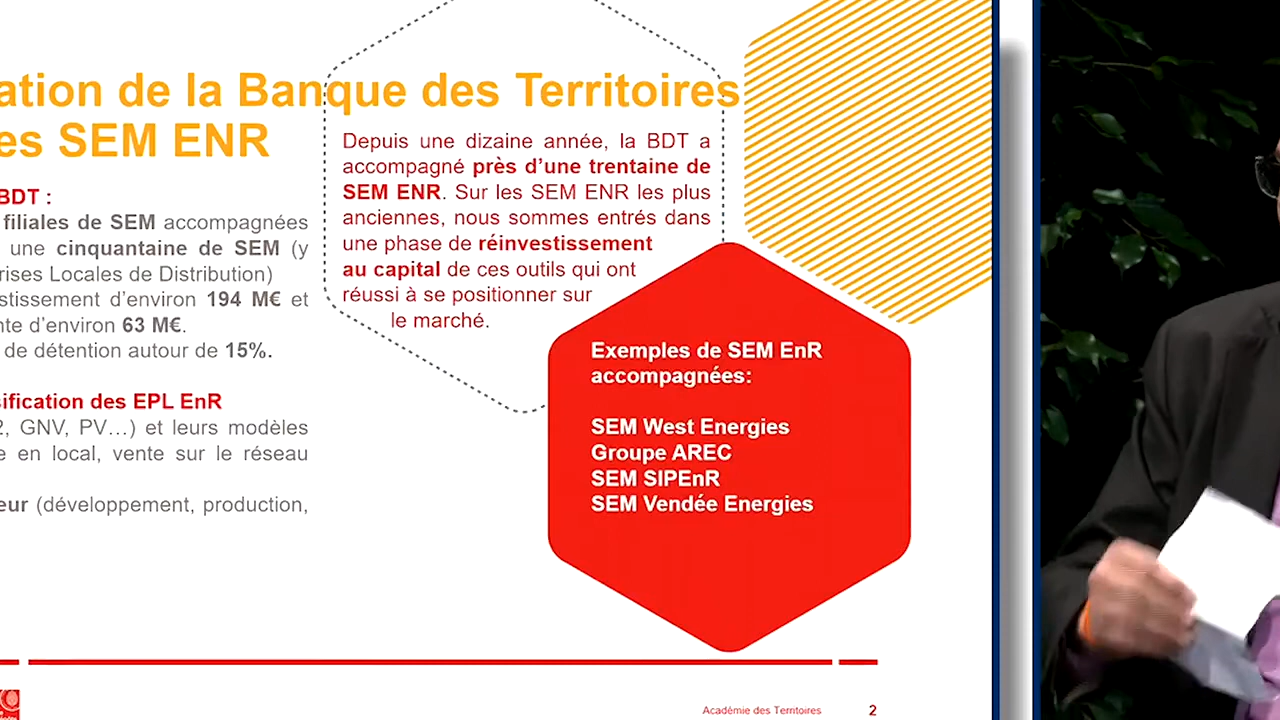 ation de la Banque des Territoires
es SEM ENR
BDT :
filiales de SEM accompagnées
une cinquantaine de SEM (y
rises Locales de Distribution)
stissement d'environ 194 M€ et
nte d'environ 63 M€.
de détention autour de 15%.
sification des EPL EnR
2, GNV, PV…) et leurs modèles
e en local, vente sur le réseau
eur (développement, production,
Depuis une dizaine année, la BDT a
accompagné près d'une trentaine de
SEM ENR. Sur les SEM ENR les plus
anciennes, nous sommes entrés dans
une phase de réinvestissement
au capital de ces outils qui ont
réussi à se positionner sur
le marché.
Exemples de SEM EnR
accompagnées:
SEM West Energies
Groupe AREC
SEM SIPEnR
SEM Vendée Energies
Académie des Territoires
2